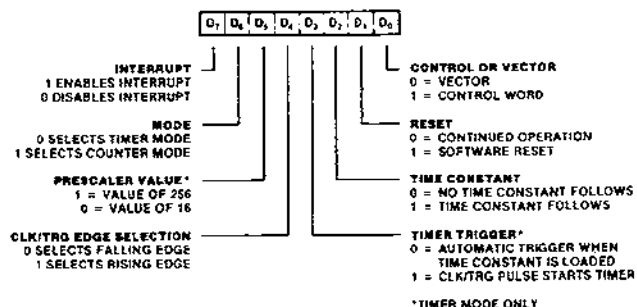 D7 D6 D5 D4 D3 D2 D1 D0
INTERRUPT
1 ENABLES INTERRUPT
0 DISABLES INTERRUPT
MODE
0 SELECTS TIMER MODE
1 SELECTS COUNTER MODE
PRESCALER VALUE*
1 = VALUE OF 256
0 = VALUE OF 16
CLK/TRG EDGE SELECTION
0 SELECTS FALLING EDGE
1 SELECTS RISING EDGE
CONTROL OR VECTOR
0 = VECTOR
1 = CONTROL WORD
RESET
0 = CONTINUED OPERATION
1 = SOFTWARE RESET
TIME CONSTANT
0 = NO TIME CONSTANT FOLLOWS
1 = TIME CONSTANT FOLLOWS
TIMER TRIGGER*
0 = AUTOMATIC TRIGGER WHEN
TIME CONSTANT IS LOADED
1 = CLK/TRG PULSE STARTS TIMER
*TIMER MODE ONLY